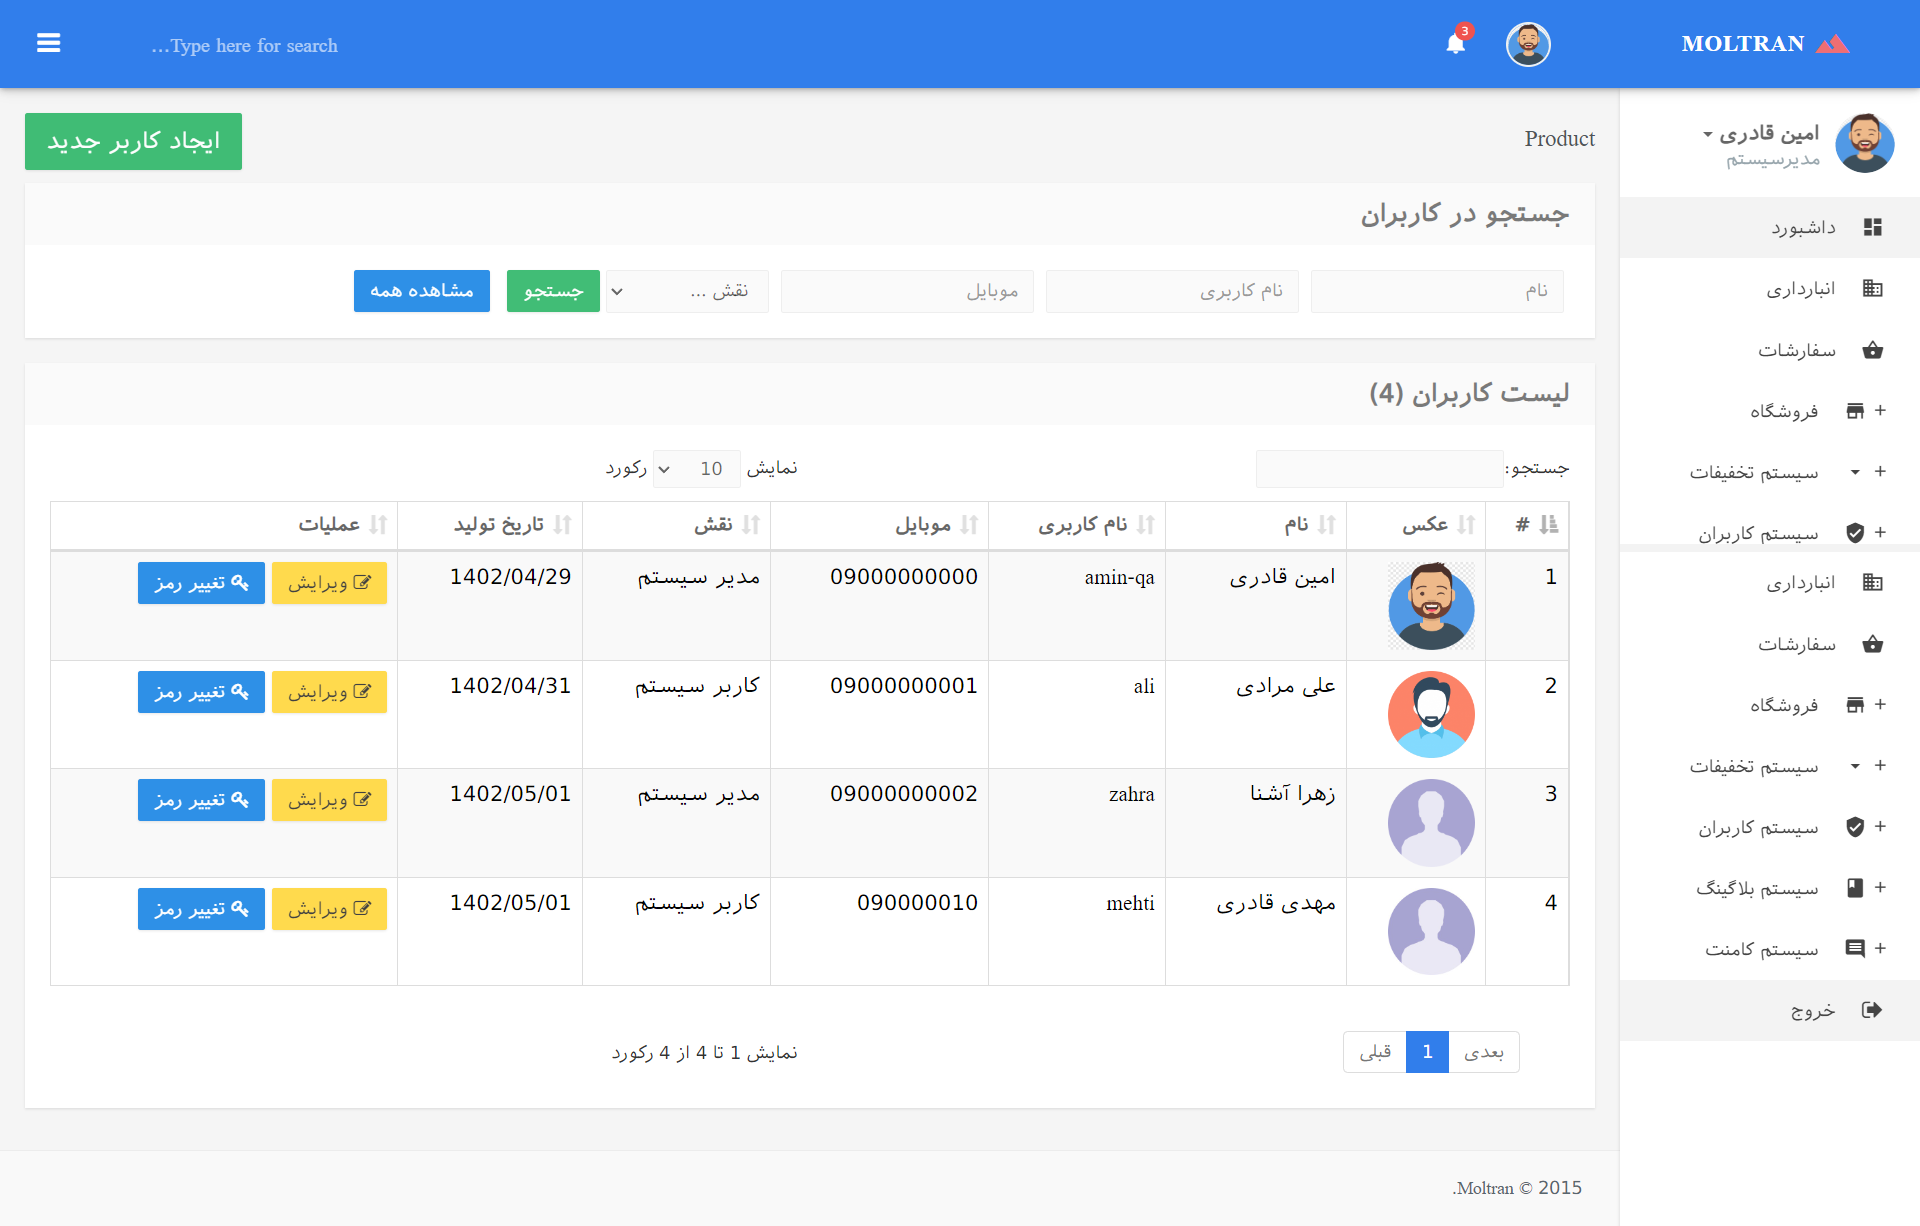 MOLTRAN
3
Type here for search...
امین قادری
مدیرسیستم
داشبورد
انبارداری
سفارشات
فروشگاه +
سیستم تخفیفات +
سیستم کاربران +
انبارداری
سفارشات
فروشگاه +
سیستم تخفیفات +
سیستم کاربران +
سیستم بلاگینگ +
سیستم کامنت +
خروج
Product
ایجاد کاربر جدید
جستجو در کاربران
نام
نام کاربری
موبایل
نقش ...
جستجو
مشاهده همه
لیست کاربران (4)
جستجو:
نمایش 10 رکورد
# عکس نام نام کاربری موبایل نقش تاریخ تولید عملیات
1 امین قادری amin-qa 09000000000 مدیر سیستم 1402/04/29 ویرایش تغییر رمز
2 علی مرادی ali 09000000001 کاربر سیستم 1402/04/31 ویرایش تغییر رمز
3 زهرا آشنا zahra 09000000002 مدیر سیستم 1402/05/01 ویرایش تغییر رمز
4 مهدی قادری mehti 090000010 کاربر سیستم 1402/05/01 ویرایش تغییر رمز
بعدی 1 قبلی
نمایش 1 تا 4 از 4 رکورد
2015 © Moltran.